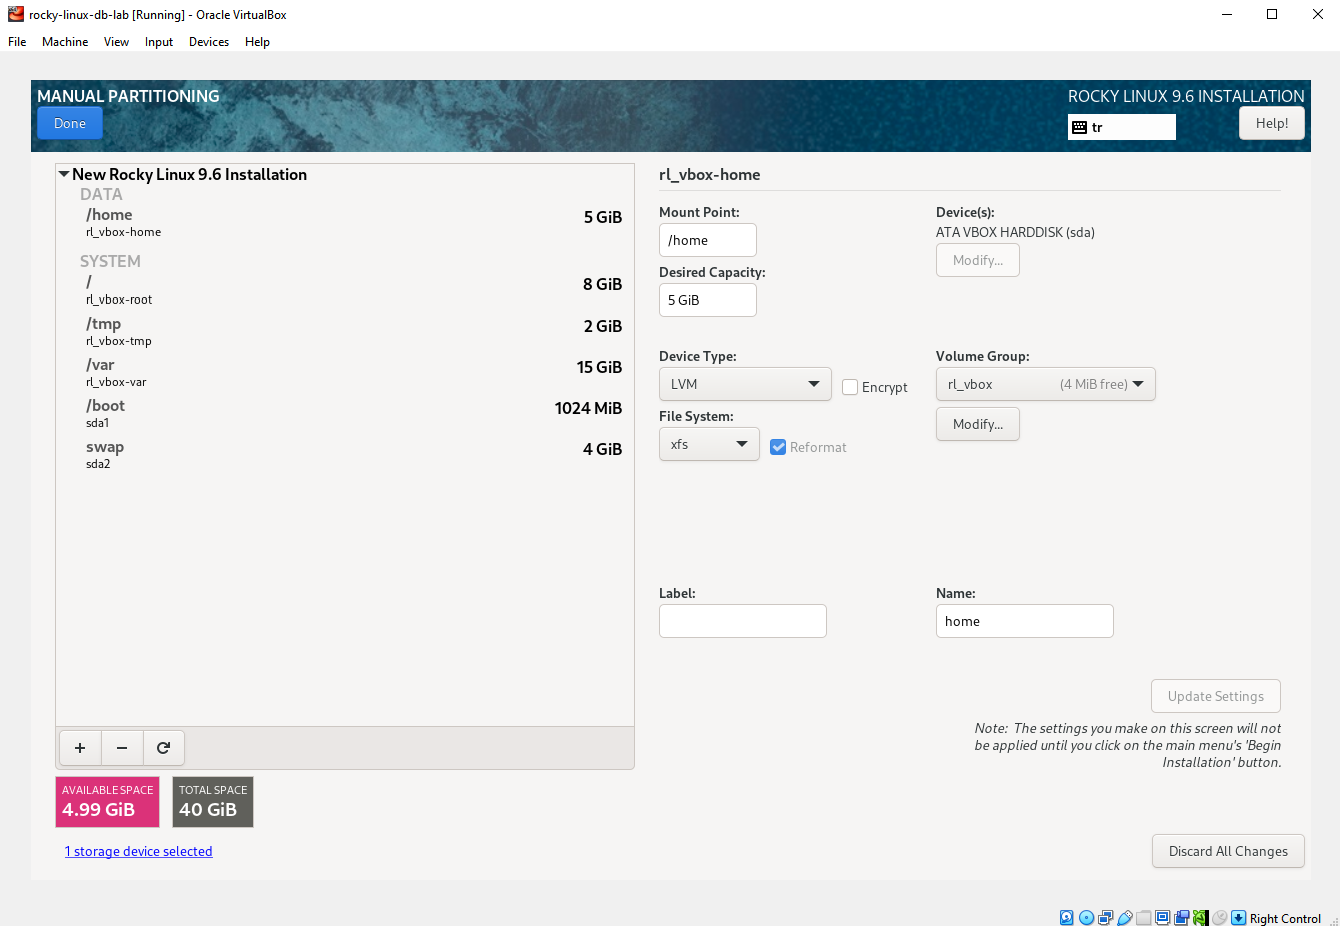 rocky-linux-db-lab [Running] - Oracle VirtualBox
File Machine View Input Devices Help
MANUAL PARTITIONING
Done
ROCKY LINUX 9.6 INSTALLATION
tr
Help!
New Rocky Linux 9.6 Installation
DATA
/home
5 GiB
rl_vbox-home
SYSTEM
/
8 GiB
rl_vbox-root
/tmp
2 GiB
rl_vbox-tmp
/var
15 GiB
rl_vbox-var
/boot
1024 MiB
sda1
swap
4 GiB
sda2
+ −
AVAILABLE SPACE
4.99 GiB
TOTAL SPACE
40 GiB
1 storage device selected
rl_vbox-home
Mount Point:
/home
Device(s):
ATA VBOX HARDDISK (sda)
Modify...
Desired Capacity:
5 GiB
Device Type:
LVM
Encrypt
Volume Group:
rl_vbox (4 MiB free)
Modify...
File System:
xfs
Reformat
Label:
Name:
home
Update Settings
Note: The settings you make on this screen will not
be applied until you click on the main menu's 'Begin
Installation' button.
Discard All Changes
Right Control